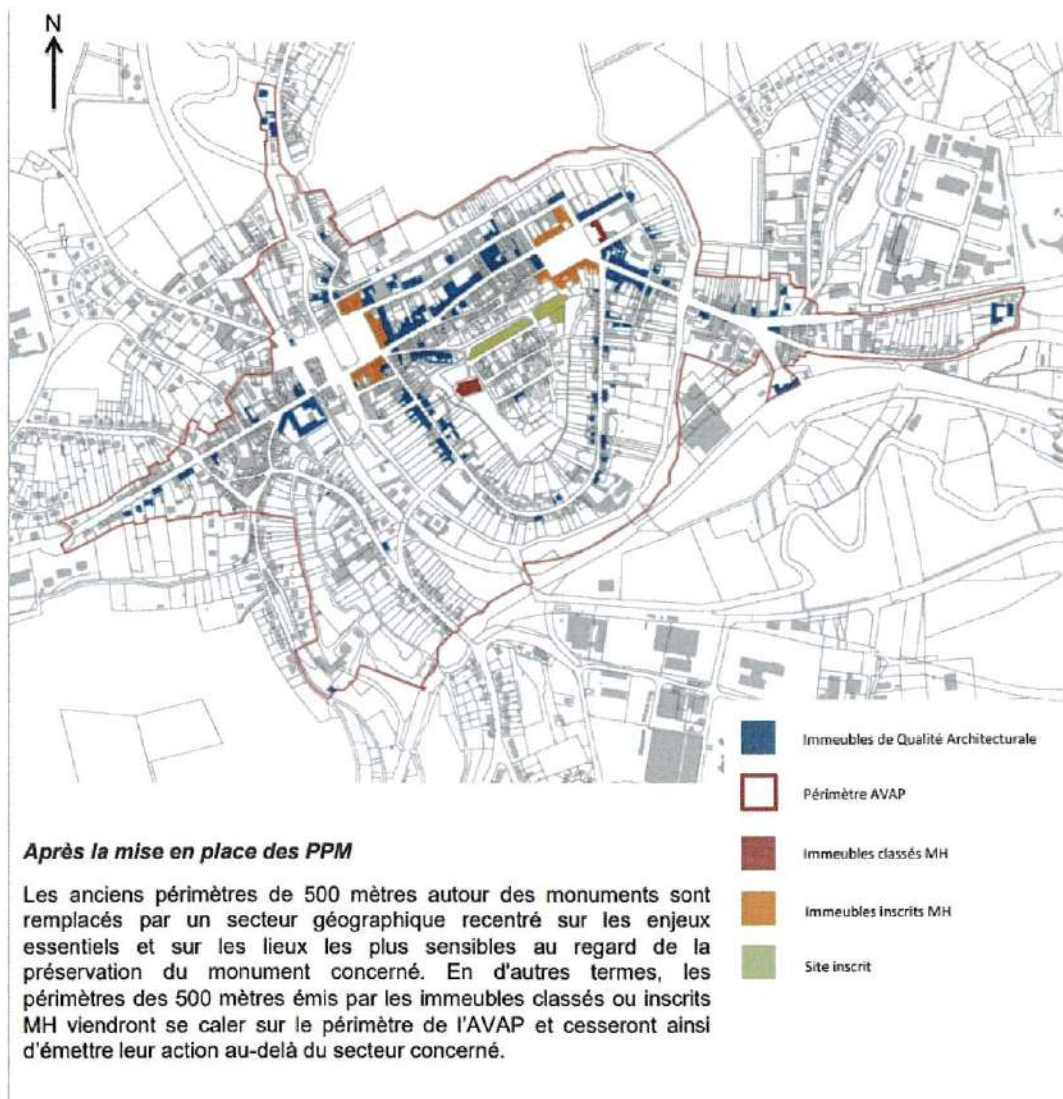 N
Immeubles de Qualité Architecturale
Périmètre AVAP
Immeubles classés MH
Immeubles inscrits MH
Site inscrit
Après la mise en place des PPM
Les anciens périmètres de 500 mètres autour des monuments sont
remplacés par un secteur géographique recentré sur les enjeux
essentiels et sur les lieux les plus sensibles au regard de la
préservation du monument concerné. En d'autres termes, les
périmètres des 500 mètres émis par les immeubles classés ou inscrits
MH viendront se caler sur le périmètre de l'AVAP et cesseront ainsi
d'émettre leur action au-delà du secteur concerné.